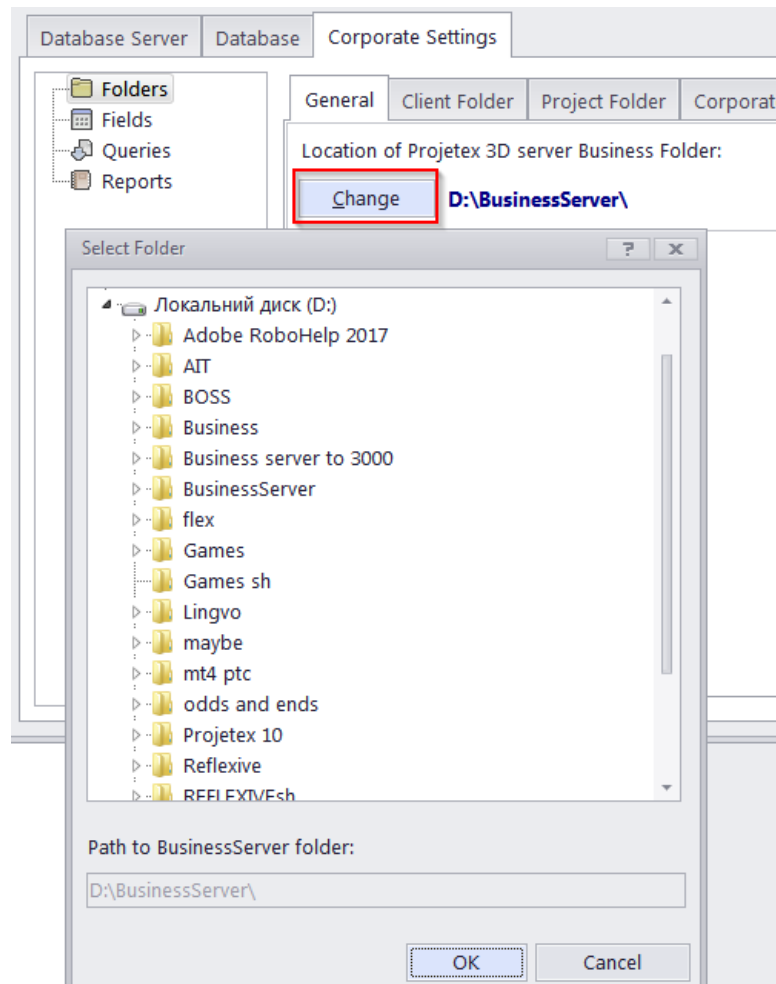 Database Server Database Corporate Settings
Folders
Fields
Queries
Reports
General Client Folder Project Folder Corporat
Location of Projetex 3D server Business Folder:
Change D:\BusinessServer\
Select Folder
Локальний диск (D:)
Adobe RoboHelp 2017
AIT
BOSS
Business
Business server to 3000
BusinessServer
flex
Games
Games sh
Lingvo
maybe
mt4 ptc
odds and ends
Projetex 10
Reflexive
REFLEXIVEsh
Path to BusinessServer folder:
D:\BusinessServer\
OK Cancel